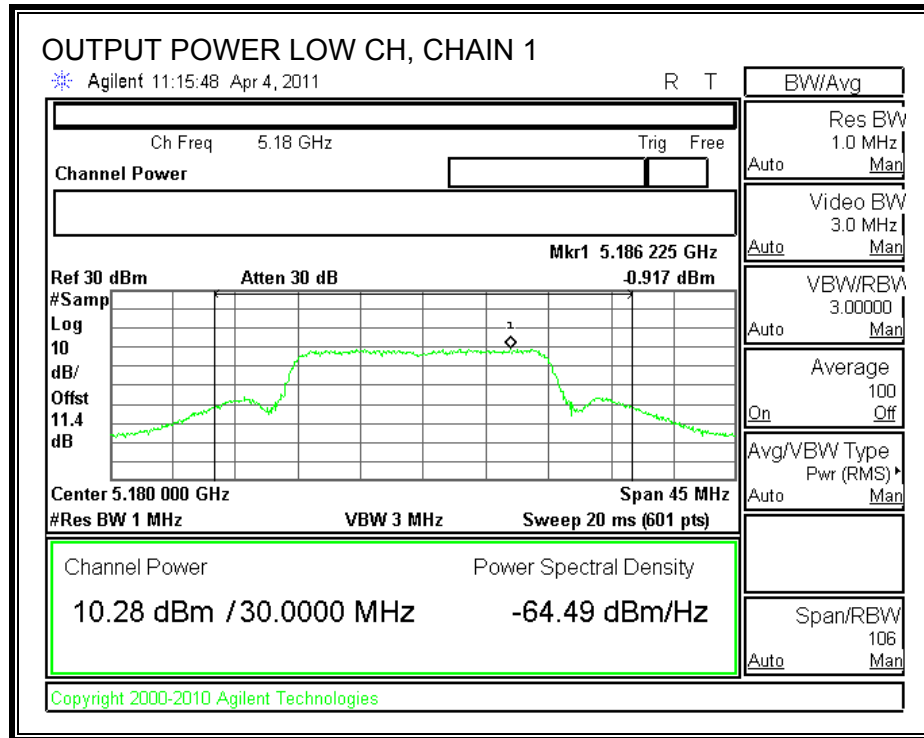 OUTPUT POWER LOW CH, CHAIN 1
Agilent 11:15:48 Apr 4, 2011 R T
Ch Freq 5.18 GHz Trig Free
Channel Power
Mkr1 5.186 225 GHz
Ref 30 dBm Atten 30 dB -0.917 dBm
#Samp
Log
10
dB/
Offst
11.4
dB
1
Center 5.180 000 GHz Span 45 MHz
#Res BW 1 MHz VBW 3 MHz Sweep 20 ms (601 pts)
Channel Power Power Spectral Density
10.28 dBm / 30.0000 MHz -64.49 dBm/Hz
Copyright 2000-2010 Agilent Technologies
BW/Avg
Res BW
1.0 MHz
Auto Man
Video BW
3.0 MHz
Auto Man
VBW/RBW
3.00000
Auto Man
Average
100
On Off
Avg/VBW Type
Pwr (RMS)
Auto Man
Span/RBW
106
Auto Man